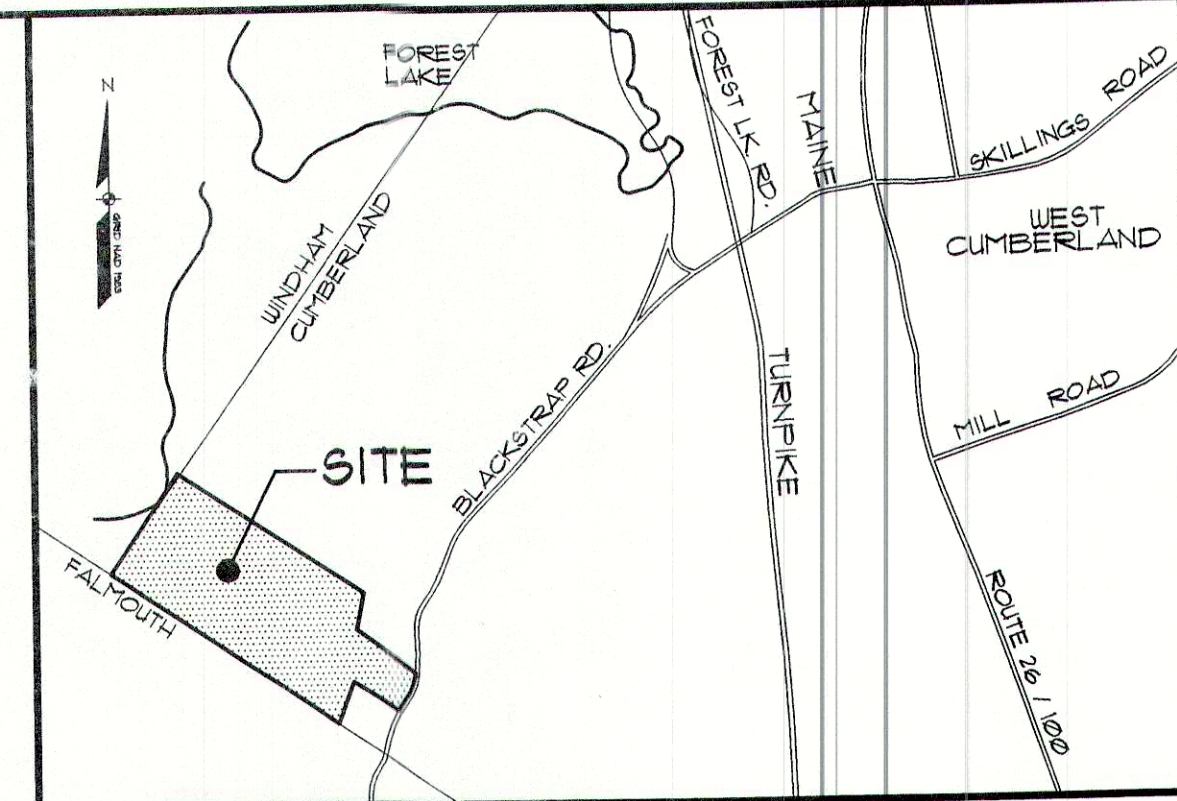 FOREST
LAKE
N
GRID NAD 1983
FOREST LK. RD.
MAINE
SKILLINGS ROAD
WEST
CUMBERLAND
WINDHAM
CUMBERLAND
BLACKSTRAP RD.
TURNPIKE
MILL ROAD
SITE
FALMOUTH
ROUTE 26 / 100